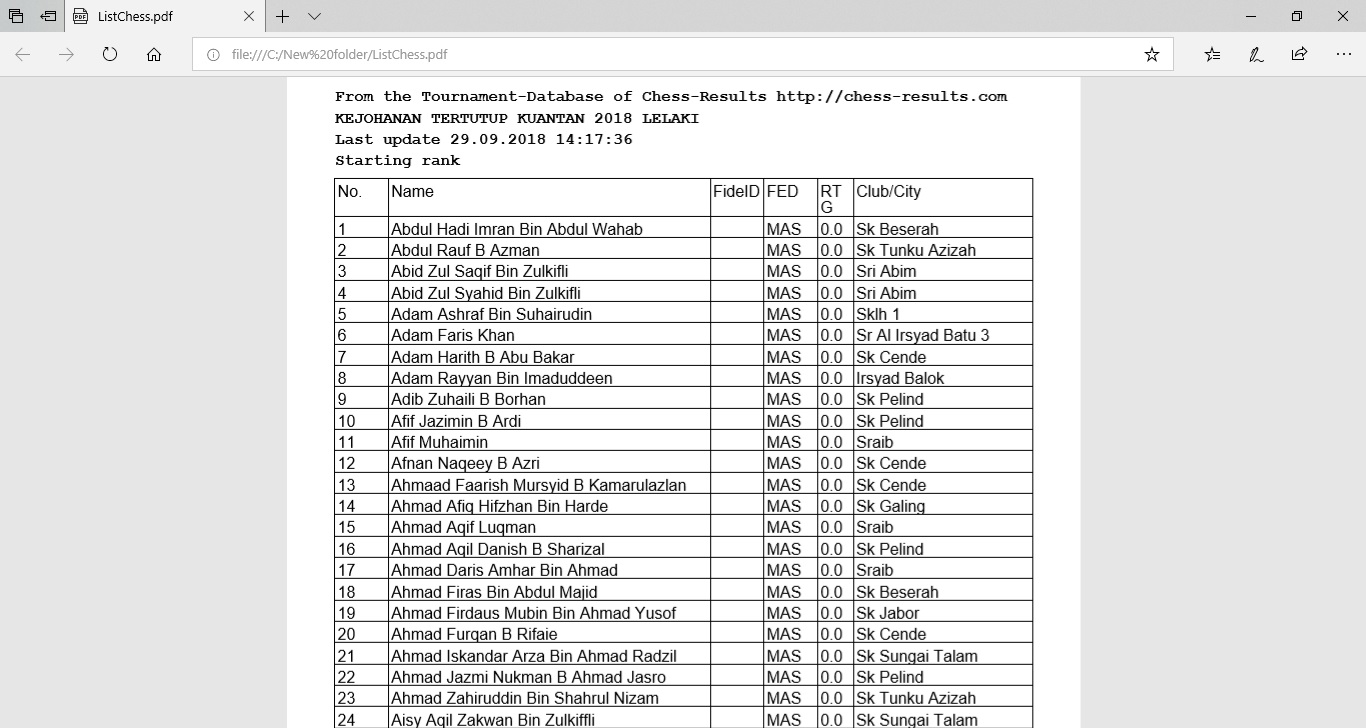 ListChess.pdf
file:///C:/New%20folder/ListChess.pdf
From the Tournament-Database of Chess-Results http://chess-results.com
KEJOHANAN TERTUTUP KUANTAN 2018 LELAKI
Last update 29.09.2018 14:17:36
Starting rank
No. Name FideID FED RTG Club/City
1 Abdul Hadi Imran Bin Abdul Wahab MAS 0.0 Sk Beserah
2 Abdul Rauf B Azman MAS 0.0 Sk Tunku Azizah
3 Abid Zul Saqif Bin Zulkifli MAS 0.0 Sri Abim
4 Abid Zul Syahid Bin Zulkifli MAS 0.0 Sri Abim
5 Adam Ashraf Bin Suhairudin MAS 0.0 Sklh 1
6 Adam Faris Khan MAS 0.0 Sr Al Irsyad Batu 3
7 Adam Harith B Abu Bakar MAS 0.0 Sk Cende
8 Adam Rayyan Bin Imaduddeen MAS 0.0 Irsyad Balok
9 Adib Zuhaili B Borhan MAS 0.0 Sk Pelind
10 Afif Jazimin B Ardi MAS 0.0 Sk Pelind
11 Afif Muhaimin MAS 0.0 Sraib
12 Afnan Naqeey B Azri MAS 0.0 Sk Cende
13 Ahmaad Faarish Mursyid B Kamarulazlan MAS 0.0 Sk Cende
14 Ahmad Afiq Hifzhan Bin Harde MAS 0.0 Sk Galing
15 Ahmad Aqif Luqman MAS 0.0 Sraib
16 Ahmad Aqil Danish B Sharizal MAS 0.0 Sk Pelind
17 Ahmad Daris Amhar Bin Ahmad MAS 0.0 Sraib
18 Ahmad Firas Bin Abdul Majid MAS 0.0 Sk Beserah
19 Ahmad Firdaus Mubin Bin Ahmad Yusof MAS 0.0 Sk Jabor
20 Ahmad Furqan B Rifaie MAS 0.0 Sk Cende
21 Ahmad Iskandar Arza Bin Ahmad Radzil MAS 0.0 Sk Sungai Talam
22 Ahmad Jazmi Nukman B Ahmad Jasro MAS 0.0 Sk Pelind
23 Ahmad Zahiruddin Bin Shahrul Nizam MAS 0.0 Sk Tunku Azizah
24 Aisy Aqil Zakwan Bin Zulkiffli MAS 0.0 Sk Sungai Talam